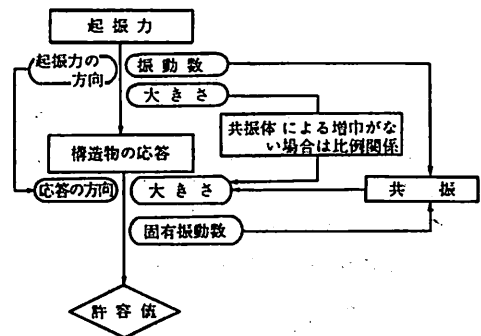 起振力
起振力の
方向
振動数
大きさ
共振体による増巾がな
い場合は比例関係
構造物の応答
応答の方向
大きさ
共振
固有振動数
許容値